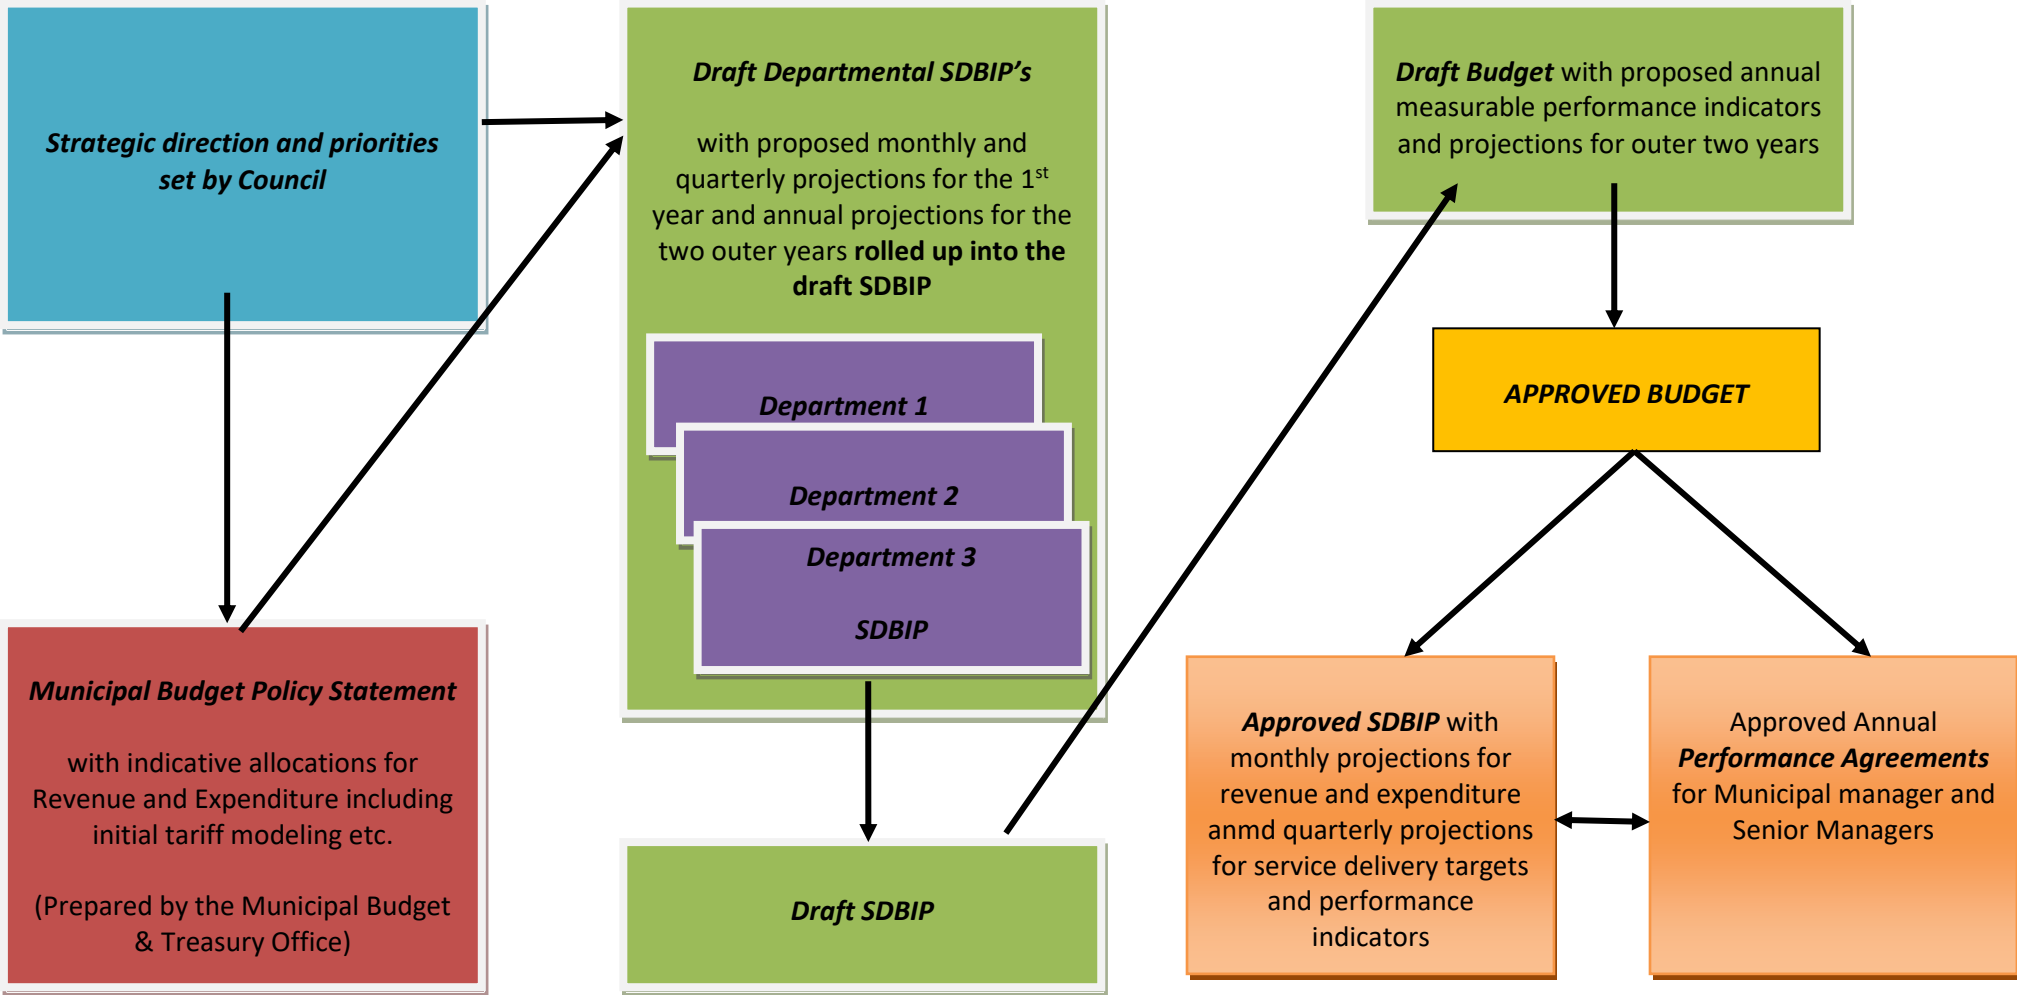 Strategic direction and priorities
set by Council
Municipal Budget Policy Statement
with indicative allocations for
Revenue and Expenditure including
initial tariff modeling etc.
(Prepared by the Municipal Budget
& Treasury Office)
Draft Departmental SDBIP’s
with proposed monthly and
quarterly projections for the 1st
year and annual projections for the
two outer years rolled up into the
draft SDBIP
Department 1
Department 2
Department 3
SDBIP
Draft SDBIP
Draft Budget with proposed annual
measurable performance indicators
and projections for outer two years
APPROVED BUDGET
Approved SDBIP with
monthly projections for
revenue and expenditure
anmd quarterly projections
for service delivery targets
and performance
indicators
Approved Annual
Performance Agreements
for Municipal manager and
Senior Managers